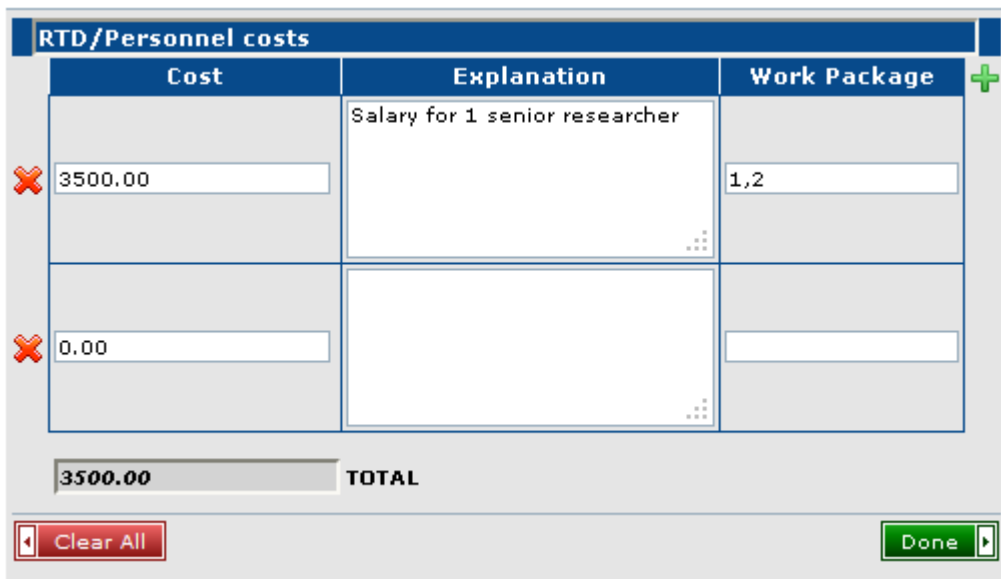 RTD/Personnel costs
Cost Explanation Work Package
Salary for 1 senior researcher
3500.00 1,2
0.00
3500.00 TOTAL
Clear All Done